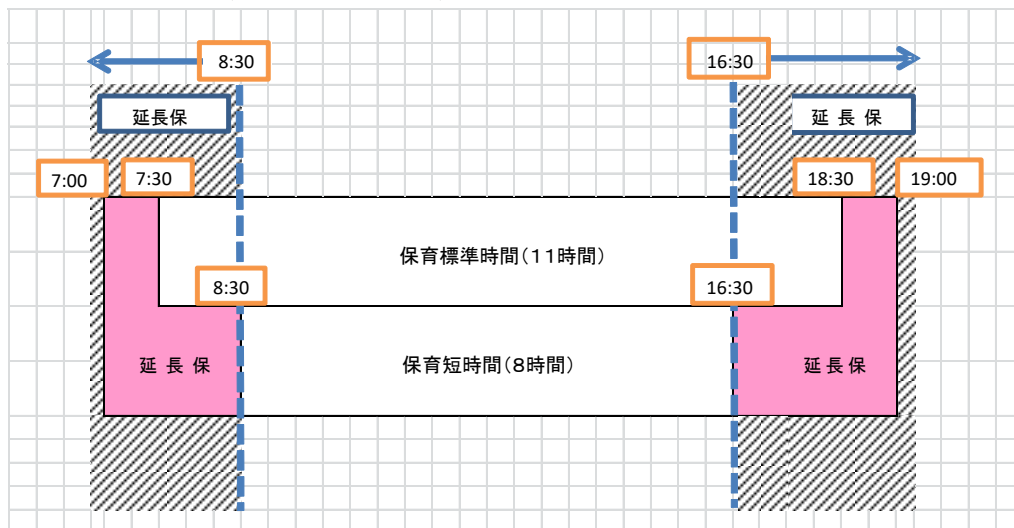 8:30
16:30
延長保
延 長 保
7:00
7:30
18:30
19:00
保育標準時間(11時間)
8:30
16:30
延 長 保
保育短時間(8時間)
延長保